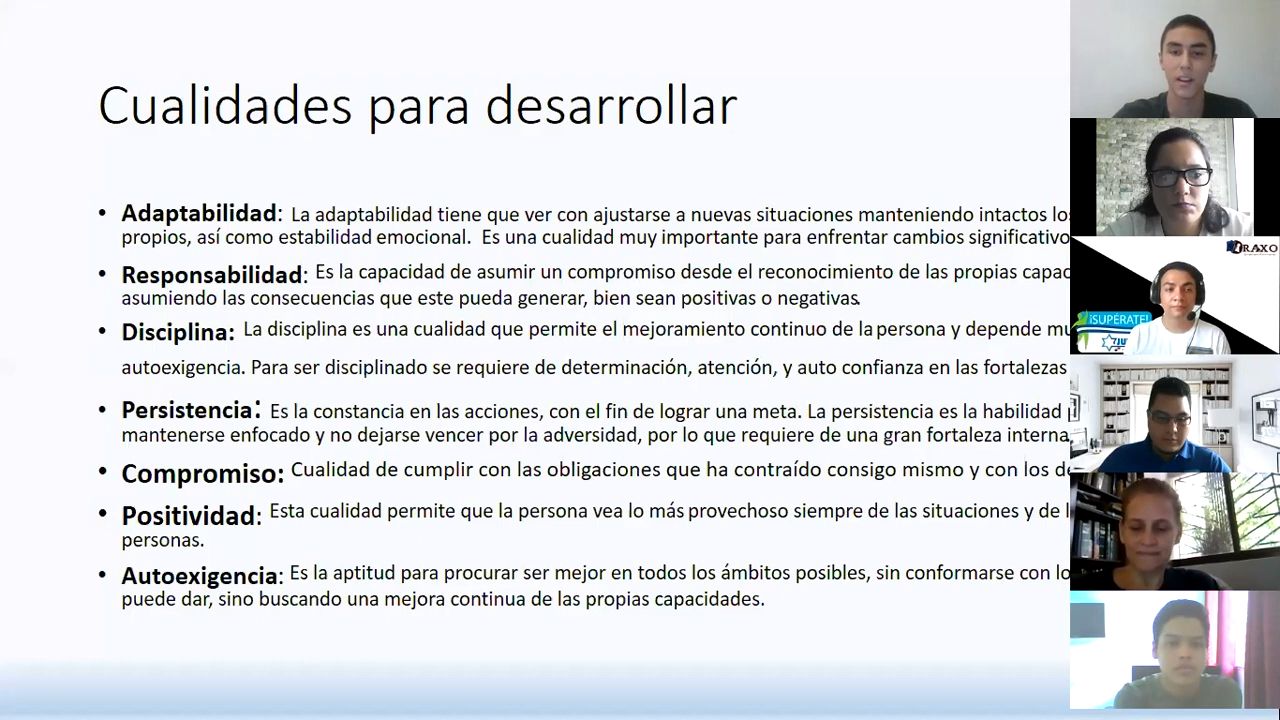 Cualidades para desarrollar
• Adaptabilidad: La adaptabilidad tiene que ver con ajustarse a nuevas situaciones manteniendo intactos los
propios, así como estabilidad emocional. Es una cualidad muy importante para enfrentar cambios significativo
• Responsabilidad: Es la capacidad de asumir un compromiso desde el reconocimiento de las propias capac
asumiendo las consecuencias que este pueda generar, bien sean positivas o negativas.
• Disciplina: La disciplina es una cualidad que permite el mejoramiento continuo de la persona y depende mu
autoexigencia. Para ser disciplinado se requiere de determinación, atención, y auto confianza en las fortalezas
• Persistencia: Es la constancia en las acciones, con el fin de lograr una meta. La persistencia es la habilidad
mantenerse enfocado y no dejarse vencer por la adversidad, por lo que requiere de una gran fortaleza interna.
• Compromiso: Cualidad de cumplir con las obligaciones que ha contraído consigo mismo y con los de
• Positividad: Esta cualidad permite que la persona vea lo más provechoso siempre de las situaciones y de l
personas.
• Autoexigencia: Es la aptitud para procurar ser mejor en todos los ámbitos posibles, sin conformarse con lo
puede dar, sino buscando una mejora continua de las propias capacidades.
DRAXO
¡SUPÉRATE!
7JU